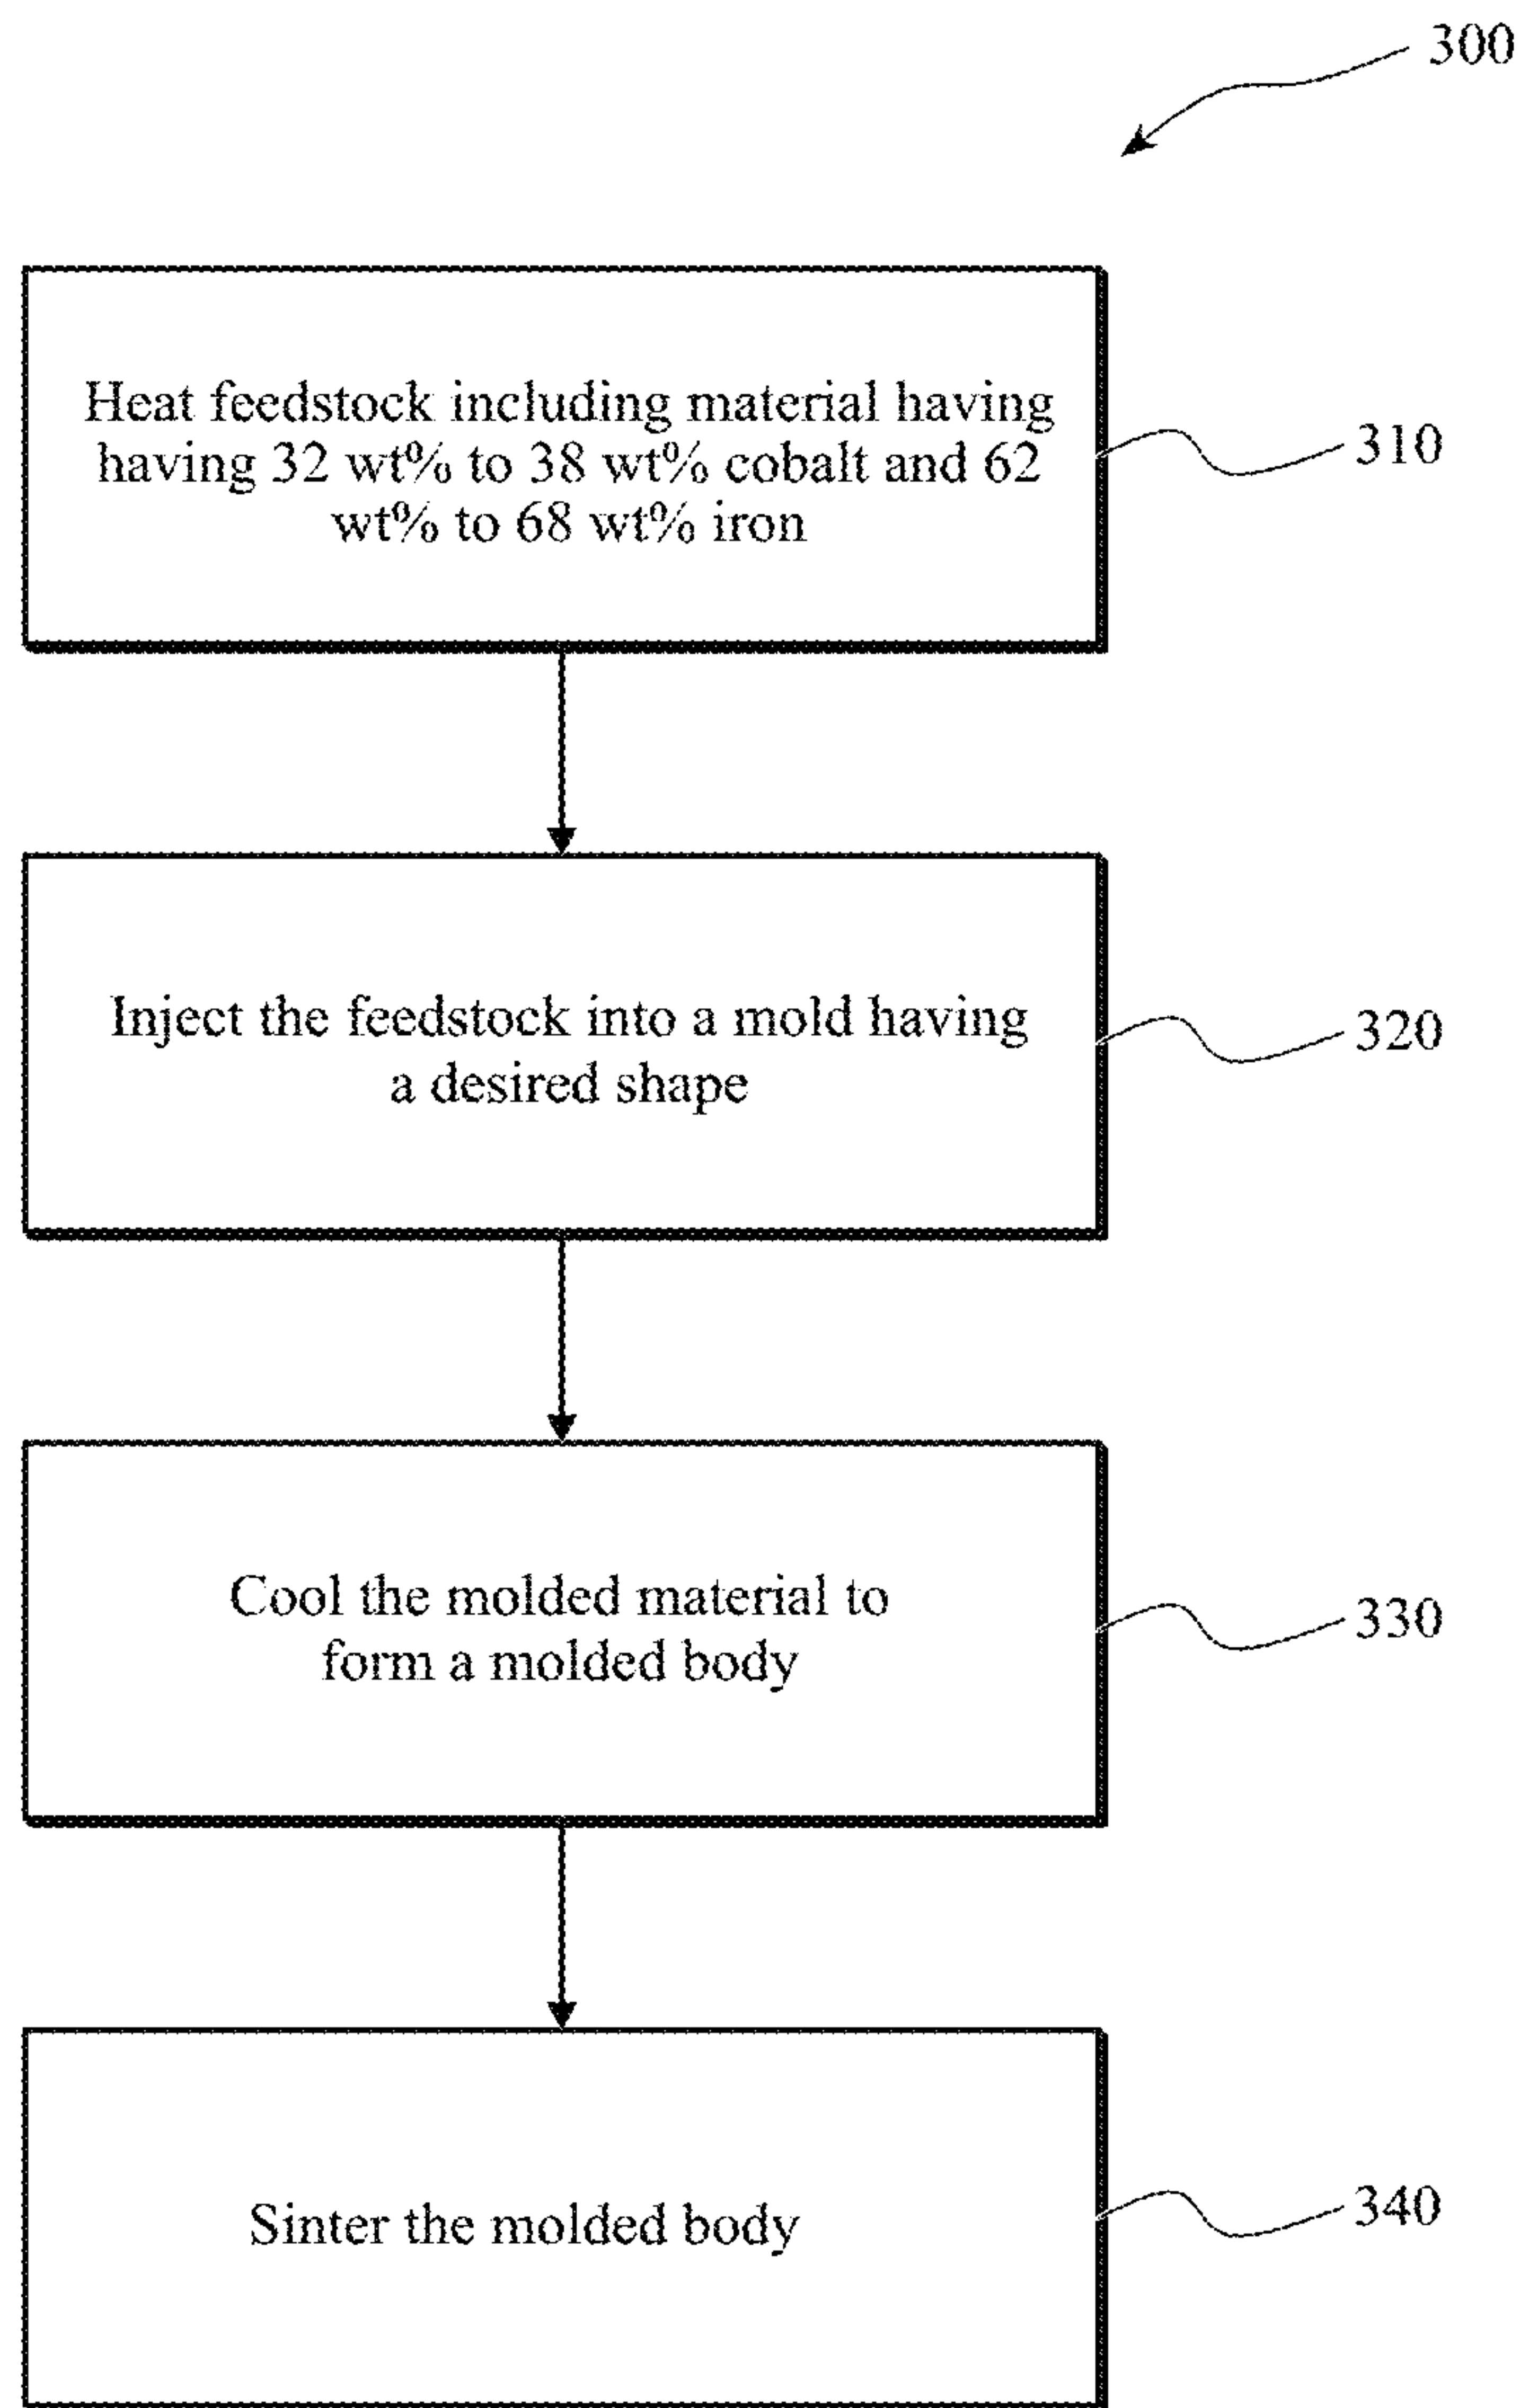 300
Heat feedstock including material having
having 32 wt% to 38 wt% cobalt and 62
wt% to 68 wt% iron
310
Inject the feedstock into a mold having
a desired shape
320
Cool the molded material to
form a molded body
330
Sinter the molded body
340